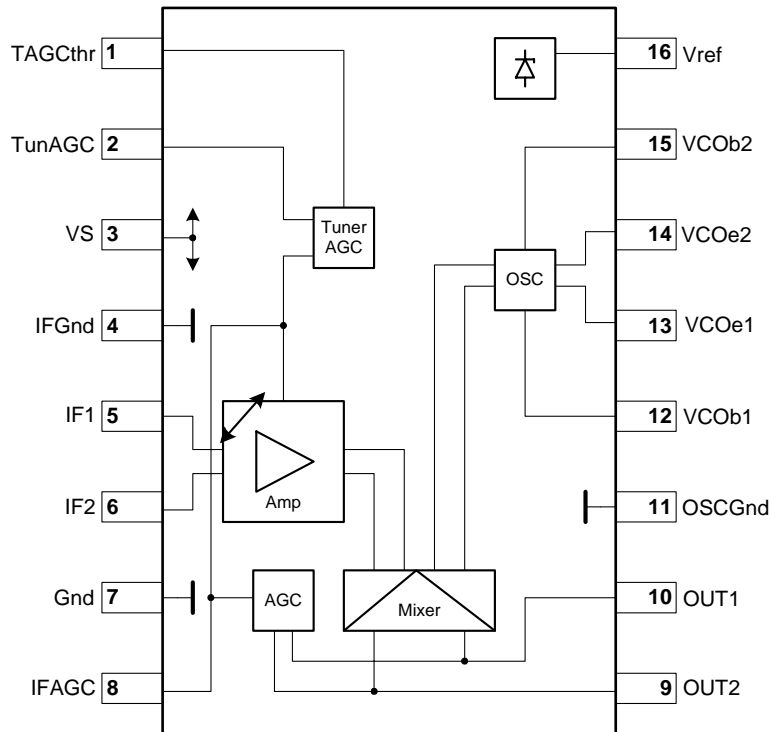 TAGCthr 1
16 Vref
TunAGC 2
15 VCOb2
VS 3
Tuner
AGC
14 VCOe2
OSC
IFGnd 4
13 VCOe1
IF1 5
12 VCOb1
IF2 6
Amp
11 OSCGnd
Gnd 7
AGC
Mixer
10 OUT1
IFAGC 8
9 OUT2